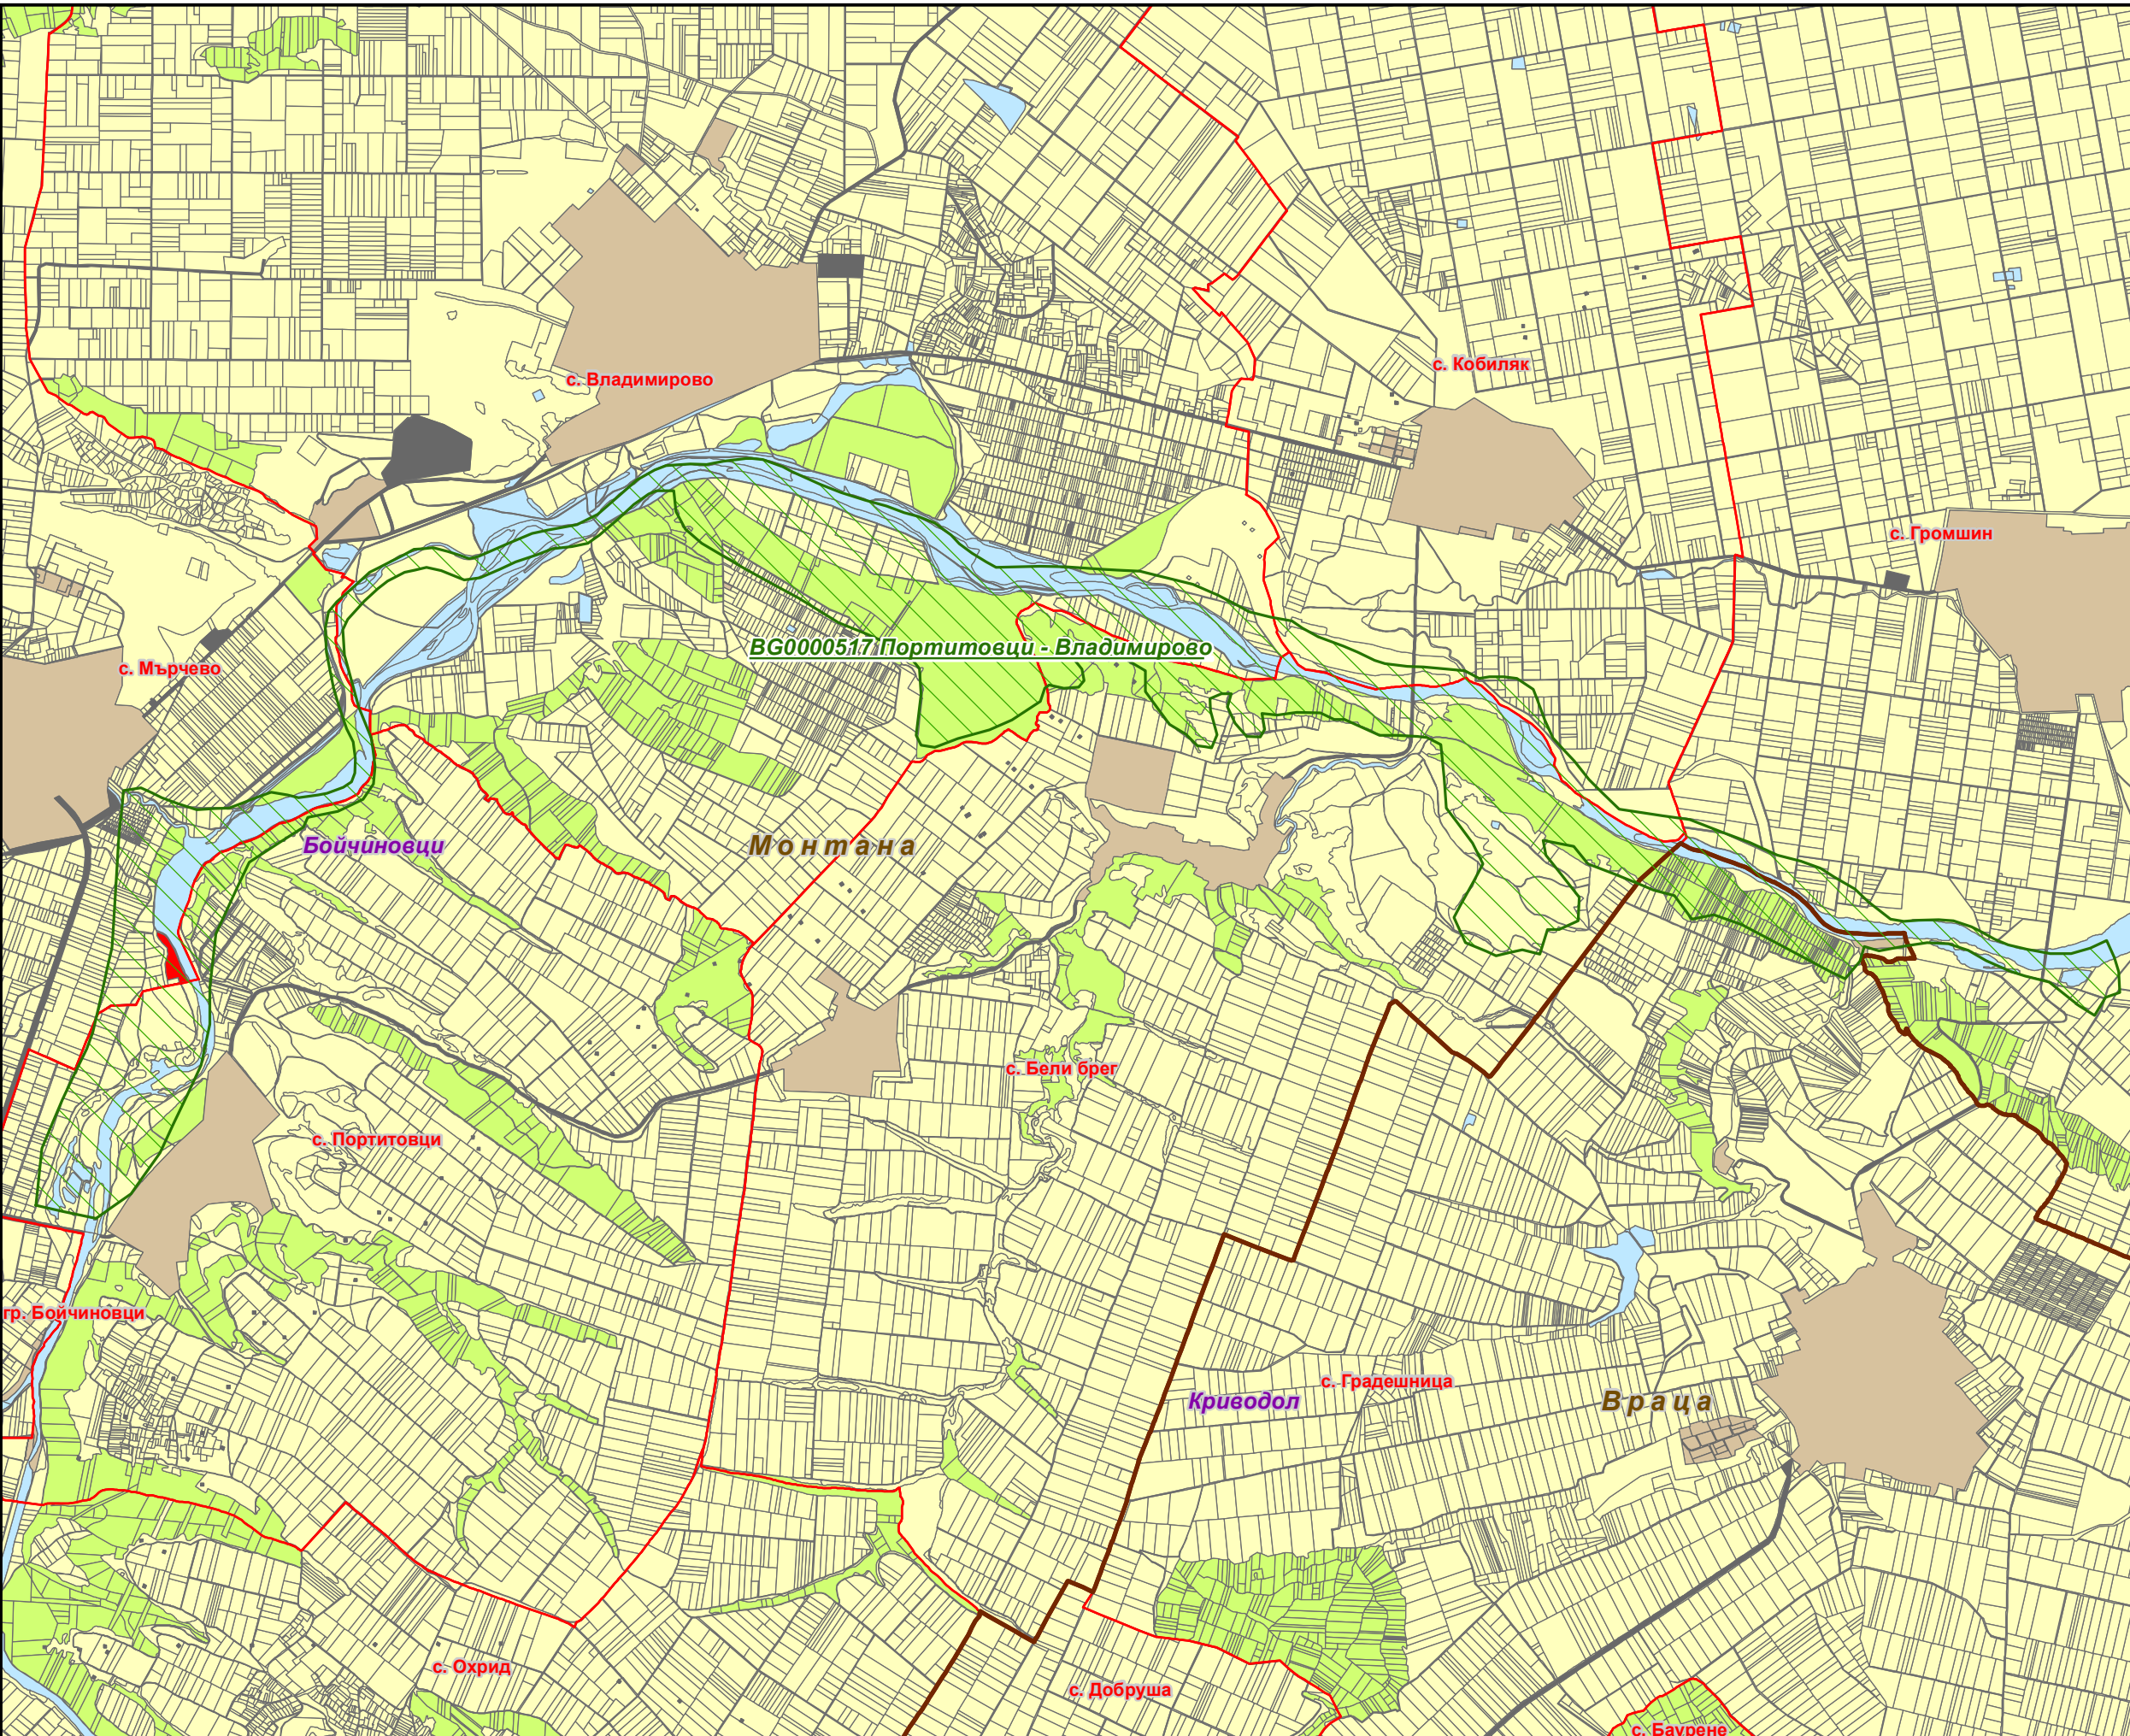 с. Кобиляк
с. Владимирово
с. Громшин
BG0000517 Портитовци - Владимирово
с. Мърчево
Бойчиновци
Монтана
с. Бели брег
с. Портитовци
гр. Бойчиновци
с. Градешница
Криводол
Враца
с. Охрид
с. Добруша
с. Баурене